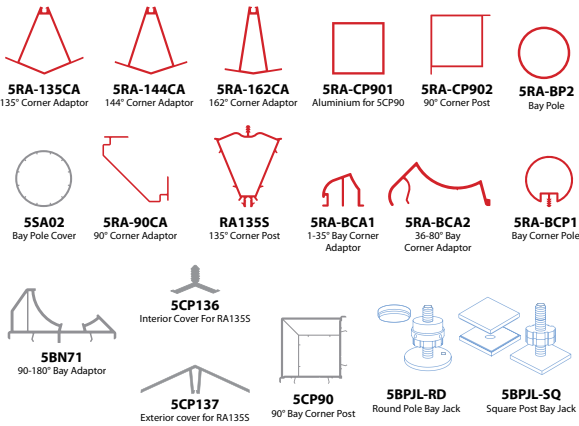 5RA-135CA
135° Corner Adaptor
5RA-144CA
144° Corner Adaptor
5RA-162CA
162° Corner Adaptor
5RA-CP901
Aluminium for 5CP90
5RA-CP902
90° Corner Post
5RA-BP2
Bay Pole
5SA02
Bay Pole Cover
5RA-90CA
90° Corner Adaptor
RA135S
135° Corner Post
5RA-BCA1
1-35° Bay Corner
Adaptor
5RA-BCA2
36-80° Bay
Corner Adaptor
5RA-BCP1
Bay Corner Pole
5BN71
90-180° Bay Adaptor
5CP136
Interior Cover For RA135S
5CP137
Exterior cover for RA135S
5CP90
90° Bay Corner Post
5BPJL-RD
Round Pole Bay Jack
5BPJL-SQ
Square Post Bay Jack